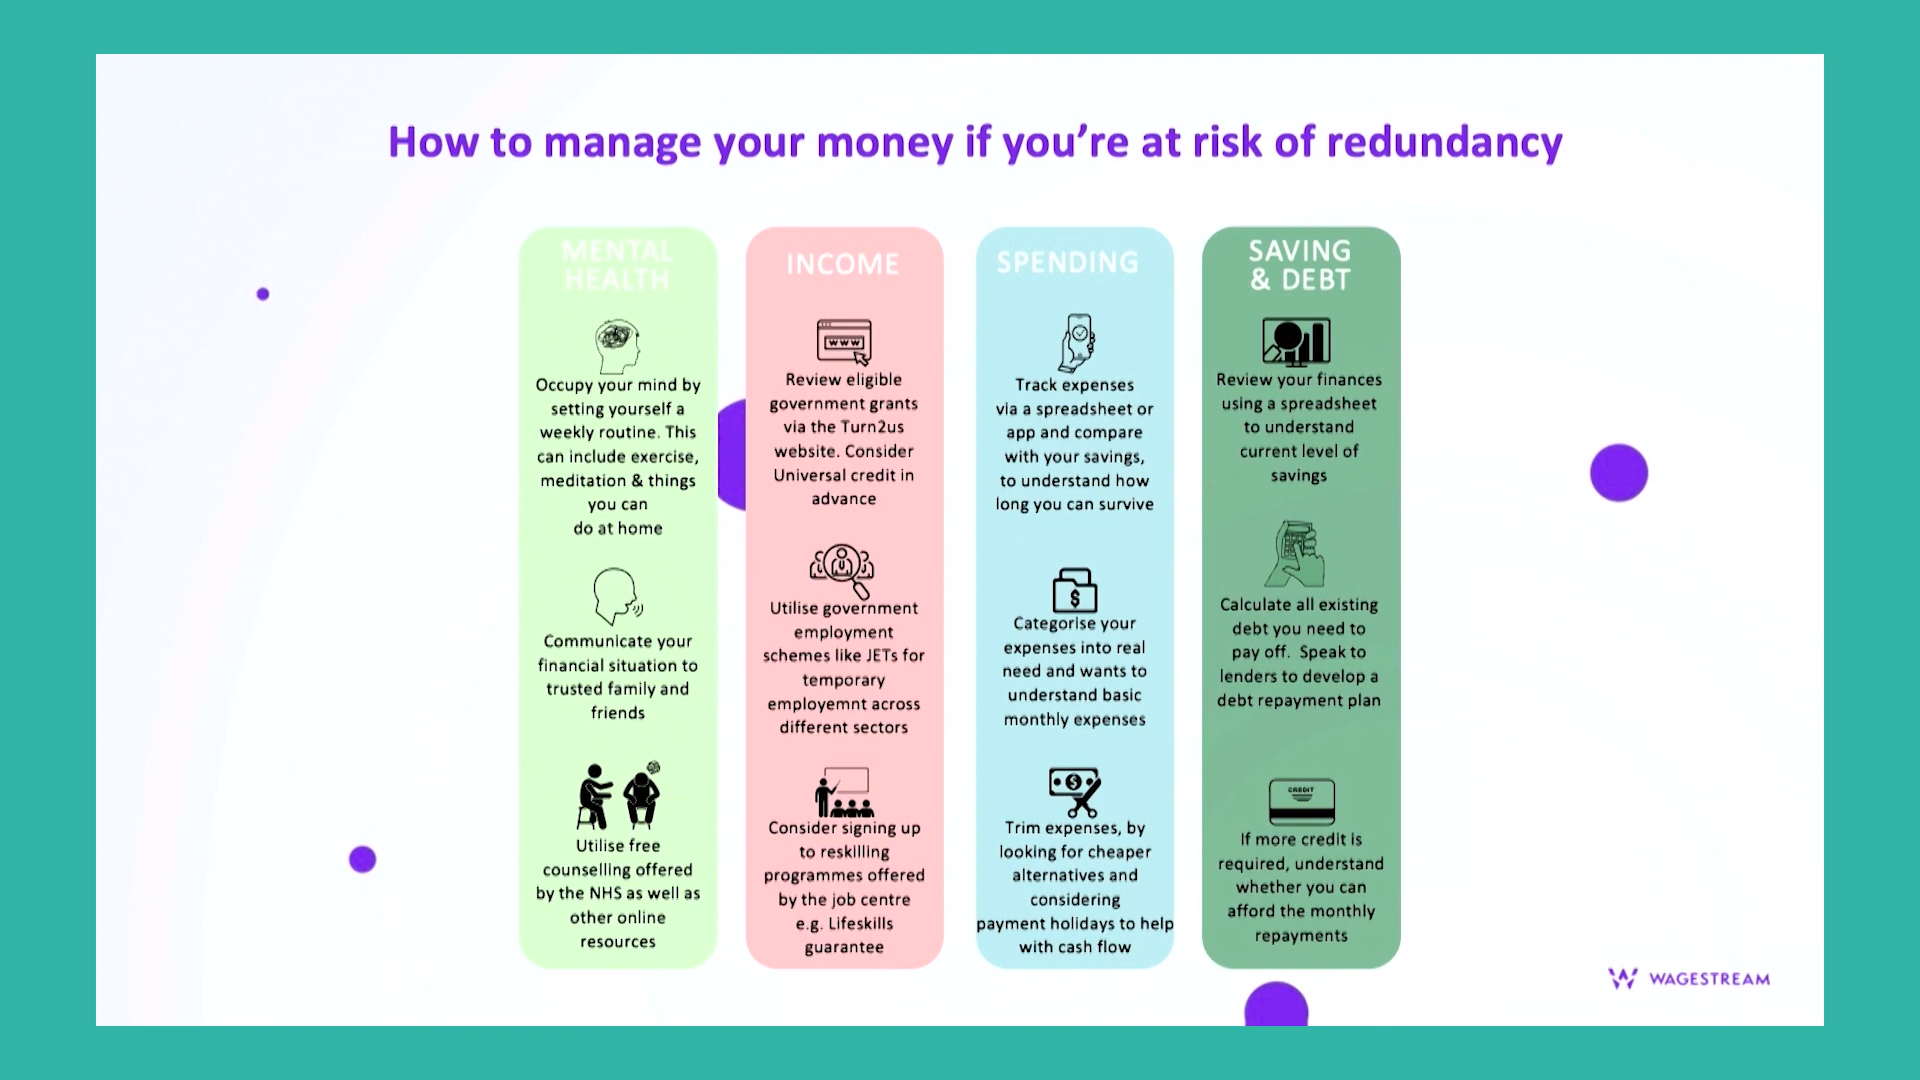 How to manage your money if you're at risk of redundancy
MENTAL
HEALTH
Occupy your mind by
setting yourself a
weekly routine. This
can include exercise,
meditation & things
you can
do at home
Communicate your
financial situation to
trusted family and
friends
Utilise free
counselling offered
by the NHS as well as
other online
resources
INCOME
www
Review eligible
government grants
via the Turn2us
website. Consider
Universal credit in
advance
Utilise government
employment
schemes like JETs for
temporary
employemnt across
different sectors
Consider signing up
to reskilling
programmes offered
by the job centre
e.g. Lifeskills
guarantee
SPENDING
Track expenses
via a spreadsheet or
app and compare
with your savings,
to understand how
long you can survive
$
Categorise your
expenses into real
need and wants to
understand basic
monthly expenses
$
Trim expenses, by
looking for cheaper
alternatives and
considering
payment holidays to help
with cash flow
SAVING
& DEBT
Review your finances
using a spreadsheet
to understand
current level of
savings
Calculate all existing
debt you need to
pay off. Speak to
lenders to develop a
debt repayment plan
CREDIT
If more credit is
required, understand
whether you can
afford the monthly
repayments
WAGESTREAM